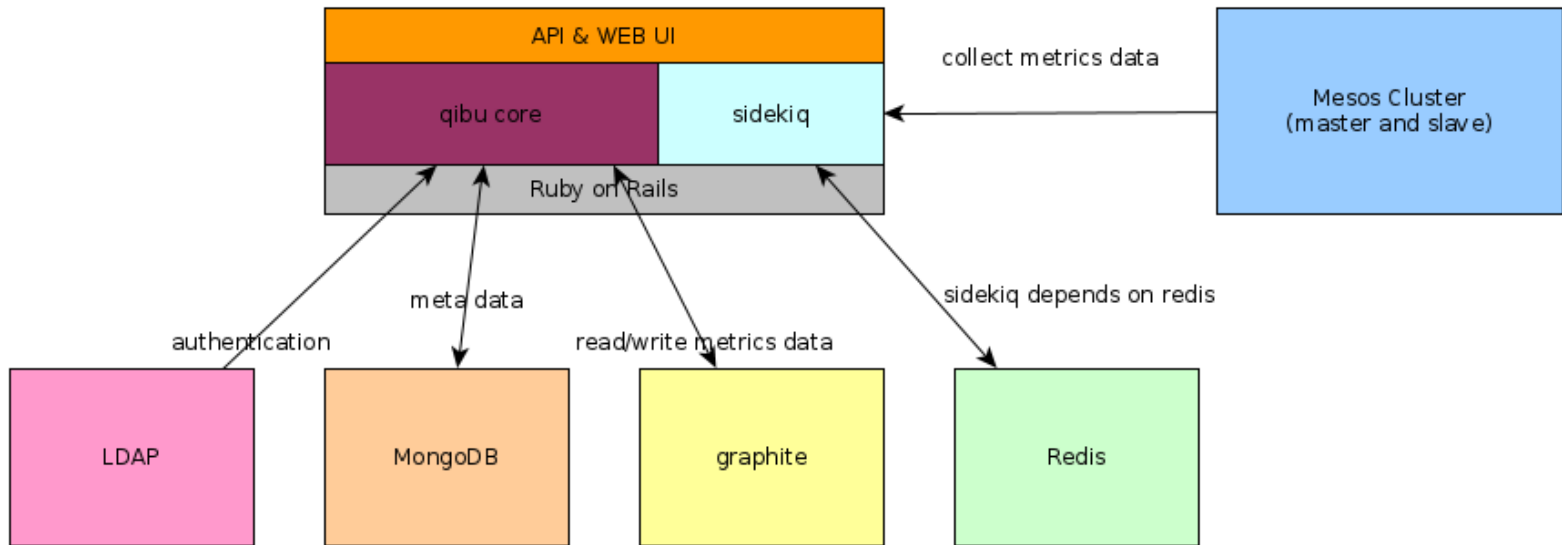 API & WEB UI
collect metrics data
qibu core
sidekiq
Mesos Cluster
(master and slave)
Ruby on Rails
meta data
sidekiq depends on redis
authentication
read/write metrics data
LDAP
MongoDB
graphite
Redis